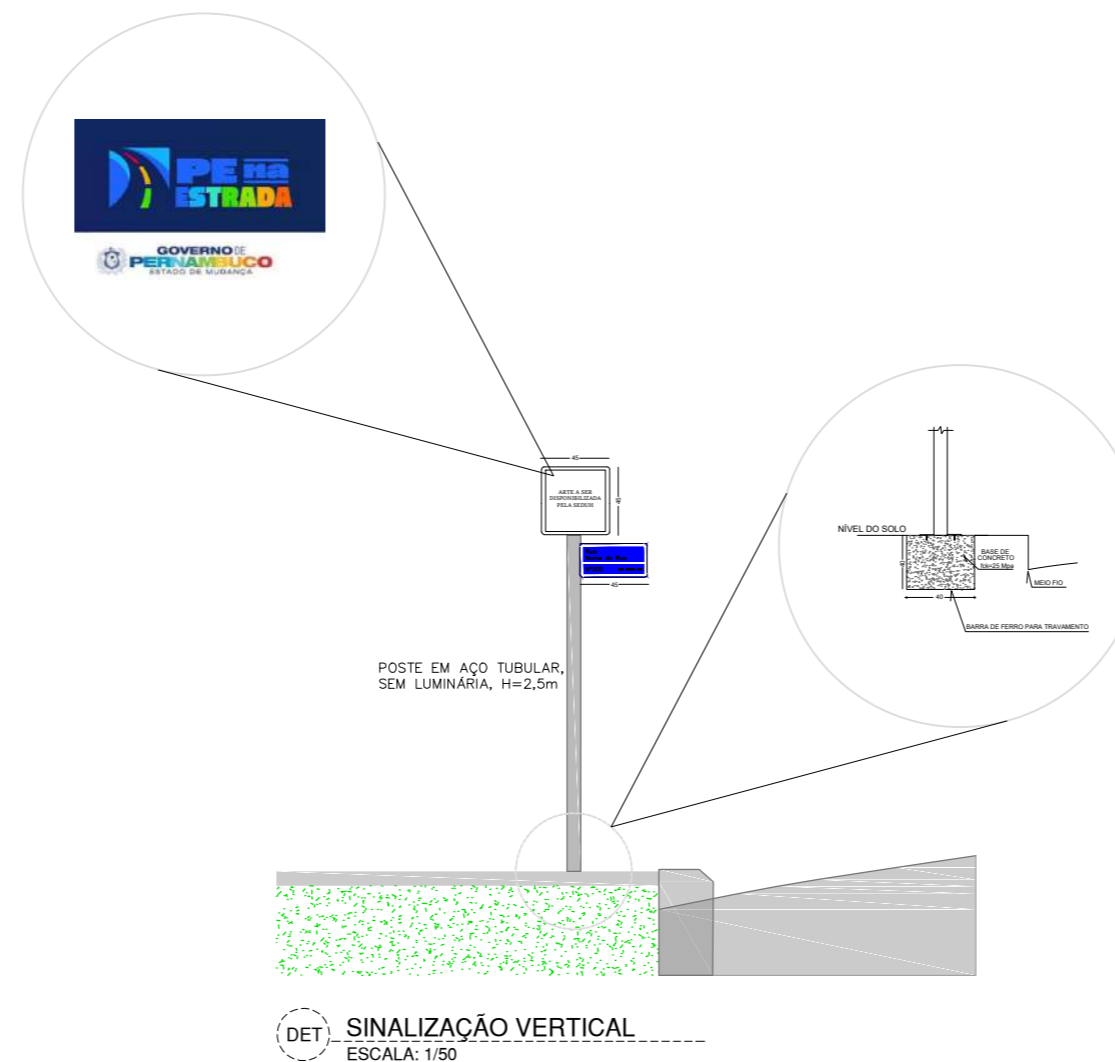 PE na
ESTRADA
GOVERNO DE
PERNAMBUCO
ESTADO DE MUDANÇA
45
ARTE A SER
DISPONIBILIZADA
PELA SEDUH
45
POSTE EM AÇO TUBULAR,
SEM LUMINÁRIA, H=2,5m
NÍVEL DO SOLO
BASE DE
CONCRETO
fck=25 Mpa
40
40
MEIO FIO
BARRA DE FERRO PARA TRAVAMENTO
DET
SINALIZAÇÃO VERTICAL
ESCALA: 1/50